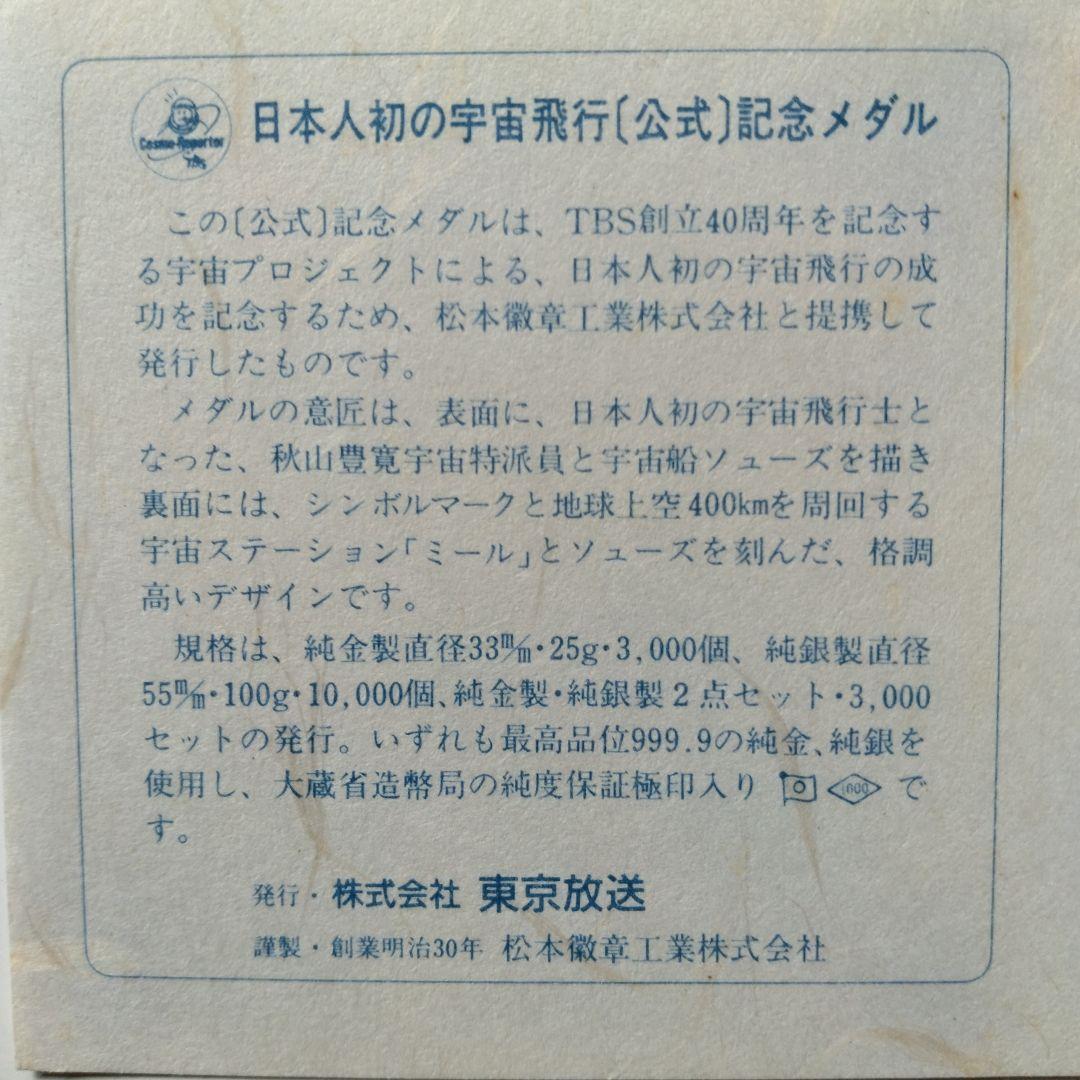 Cosmo Reporter
TBS
日本人初の宇宙飛行〔公式〕記念メダル
この〔公式〕記念メダルは、TBS創立40周年を記念す
る宇宙プロジェクトによる、日本人初の宇宙飛行の成
功を記念するため、松本徽章工業株式会社と提携して
発行したものです。
メダルの意匠は、表面に、日本人初の宇宙飛行士と
なった、秋山豊寛宇宙特派員と宇宙船ソユーズを描き
裏面には、シンボルマークと地球上空400kmを周回する
宇宙ステーション「ミール」とソユーズを刻んだ、格調
高いデザインです。
規格は、純金製直径33m/m・25g・3,000個、純銀製直径
55m/m・100g・10,000個、純金製・純銀製2点セット・3,000
セットの発行。いずれも最高品位999.9の純金、純銀を
使用し、大蔵省造幣局の純度保証極印入り 1000 で
す。
発行・株式会社 東京放送
謹製・創業明治30年 松本徽章工業株式会社